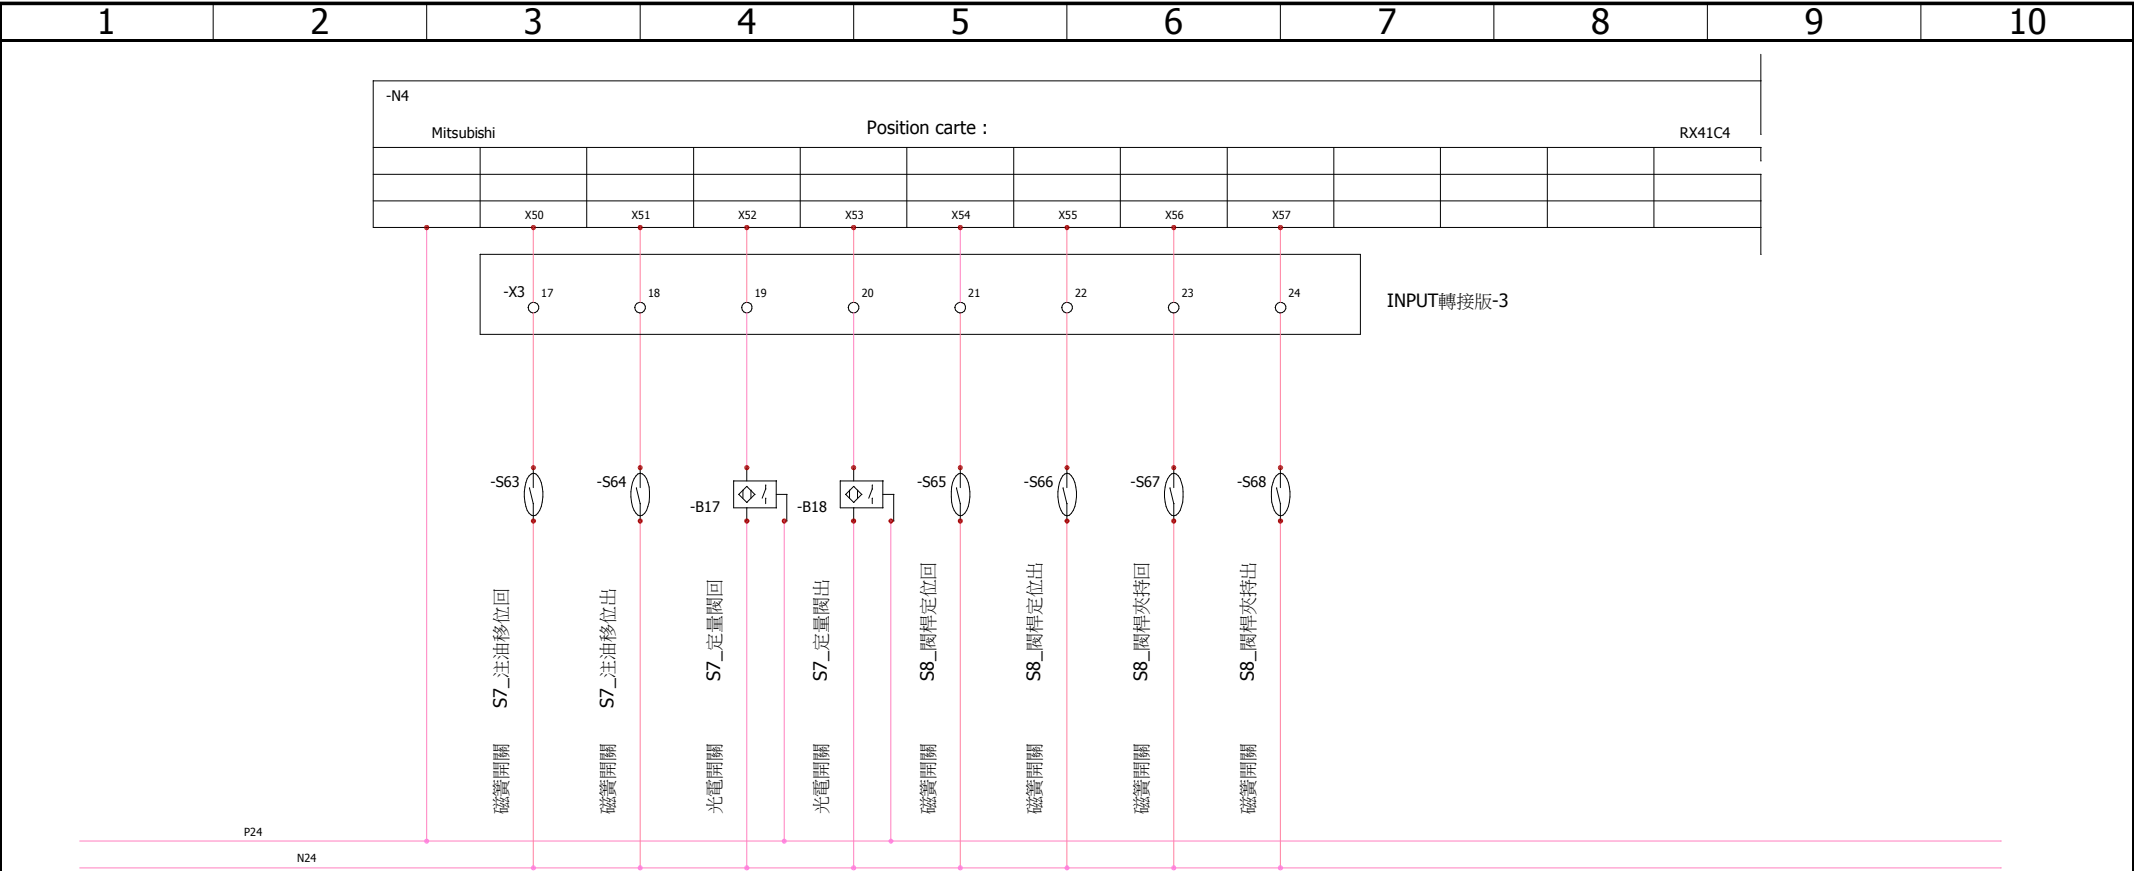 1 2 3 4 5 6 7 8 9 10
-N4
Mitsubishi Position carte : RX41C4
X50 X51 X52 X53 X54 X55 X56 X57
-X3 17 18 19 20 21 22 23 24
INPUT轉接版-3
-S63 -S64 -B17 -B18 -S65 -S66 -S67 -S68
磁簧開關 S7_注油移位回
磁簧開關 S7_注油移位出
光電開關 S7_定量閥回
光電開關 S7_定量閥出
磁簧開關 S8_閥桿定位回
磁簧開關 S8_閥桿定位出
磁簧開關 S8_閥桿夾持回
磁簧開關 S8_閥桿夾持出
P24
N24